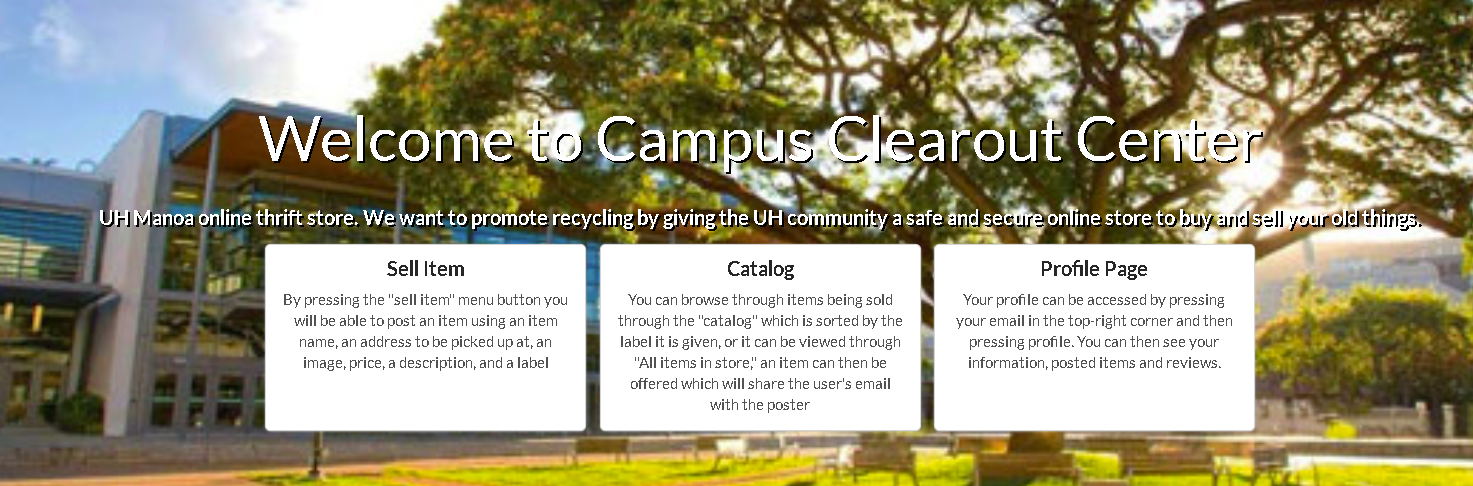 Welcome to Campus Clearout Center
UH Manoa online thrift store. We want to promote recycling by giving the UH community a safe and secure online store to buy and sell your old things.
Sell Item
By pressing the "sell item" menu button you
will be able to post an item using an item
name, an address to be picked up at, an
image, price, a description, and a label
Catalog
You can browse through items being sold
through the "catalog" which is sorted by the
label it is given, or it can be viewed through
"All items in store," an item can then be
offered which will share the user's email
with the poster
Profile Page
Your profile can be accessed by pressing
your email in the top-right corner and then
pressing profile. You can then see your
information, posted items and reviews.